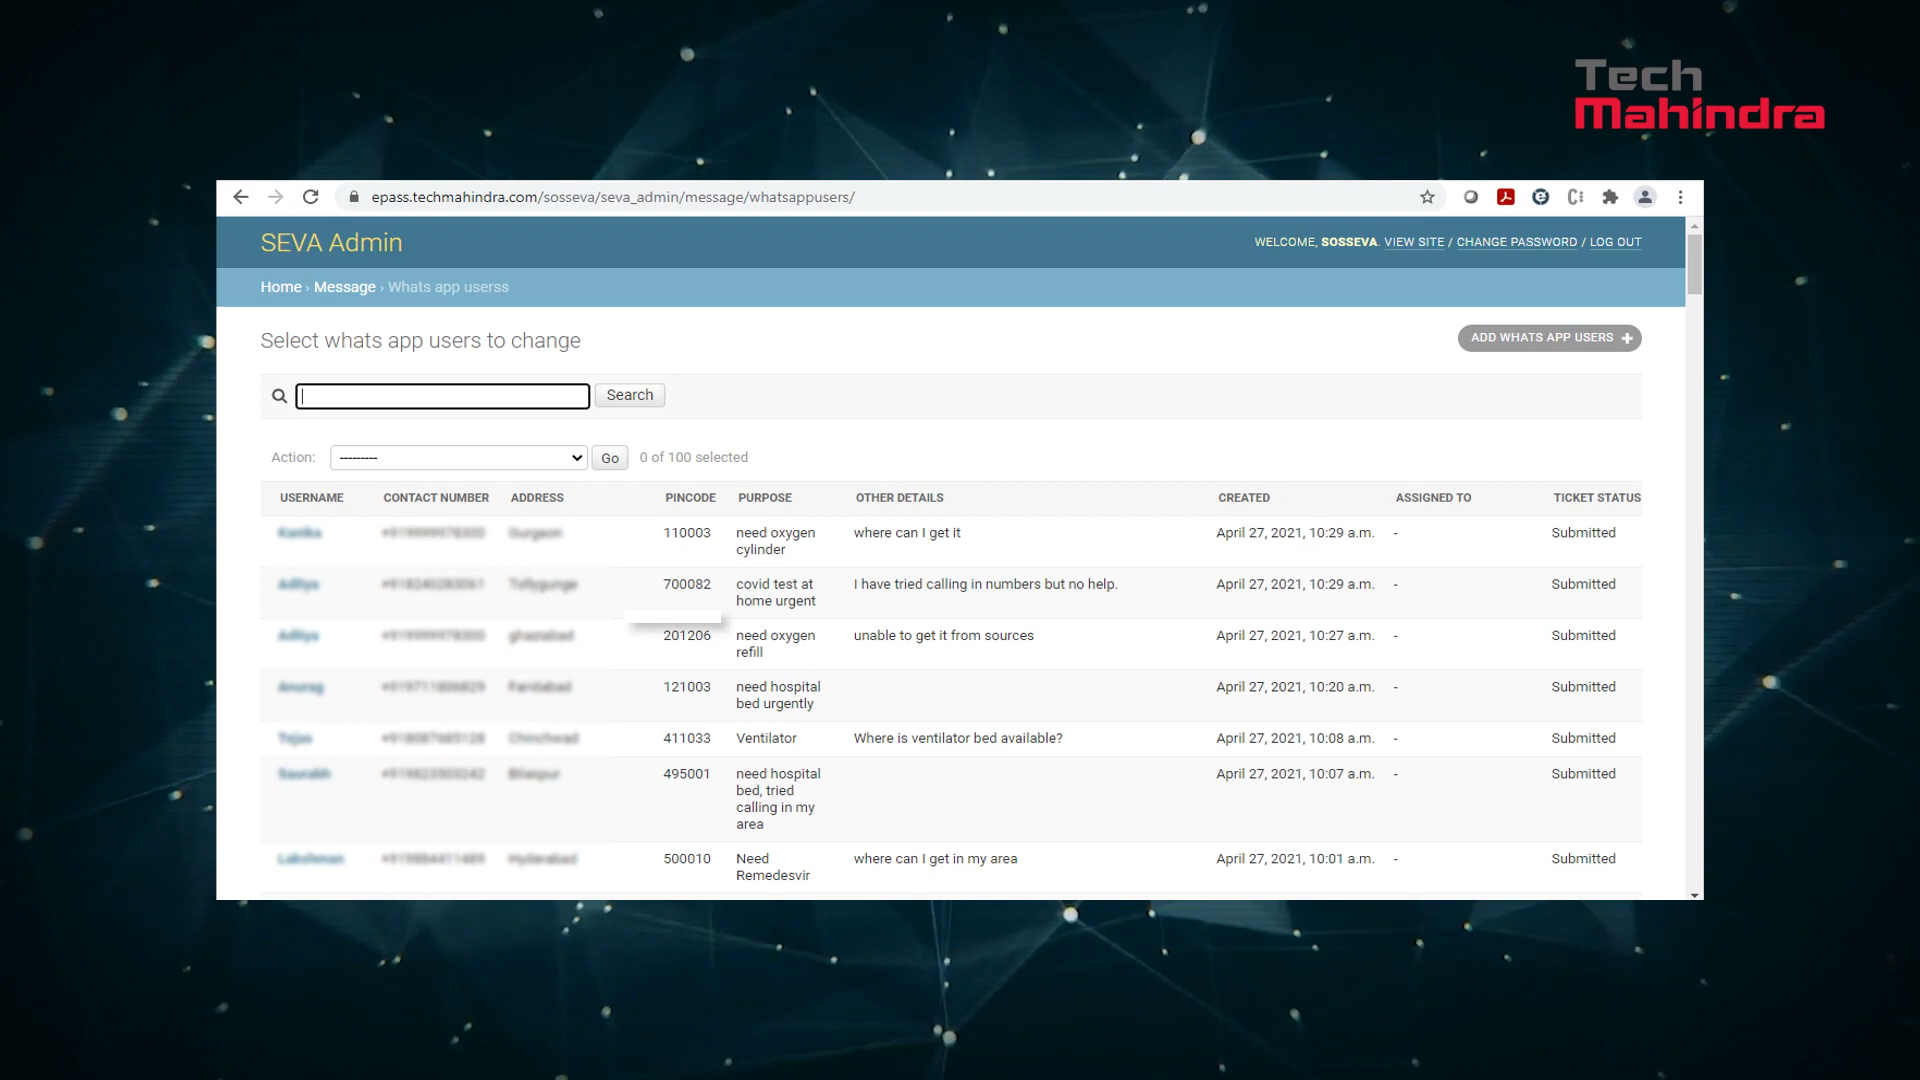 Tech
Mahindra
epass.techmahindra.com/sosseva/seva_admin/message/whatsappusers/
SEVA Admin
WELCOME, SOSSEVA. VIEW SITE / CHANGE PASSWORD / LOG OUT
Home › Message › Whats app userss
Select whats app users to change
ADD WHATS APP USERS +
Search
Action: --------- Go 0 of 100 selected
USERNAME CONTACT NUMBER ADDRESS PINCODE PURPOSE OTHER DETAILS CREATED ASSIGNED TO TICKET STATUS
110003 need oxygen where can I get it April 27, 2021, 10:29 a.m. - Submitted
cylinder
700082 covid test at I have tried calling in numbers but no help. April 27, 2021, 10:29 a.m. - Submitted
home urgent
201206 need oxygen unable to get it from sources April 27, 2021, 10:27 a.m. - Submitted
refill
121003 need hospital April 27, 2021, 10:20 a.m. - Submitted
bed urgently
411033 Ventilator Where is ventilator bed available? April 27, 2021, 10:08 a.m. - Submitted
495001 need hospital April 27, 2021, 10:07 a.m. - Submitted
bed, tried
calling in my
area
500010 Need where can I get in my area April 27, 2021, 10:01 a.m. - Submitted
Remedesvir